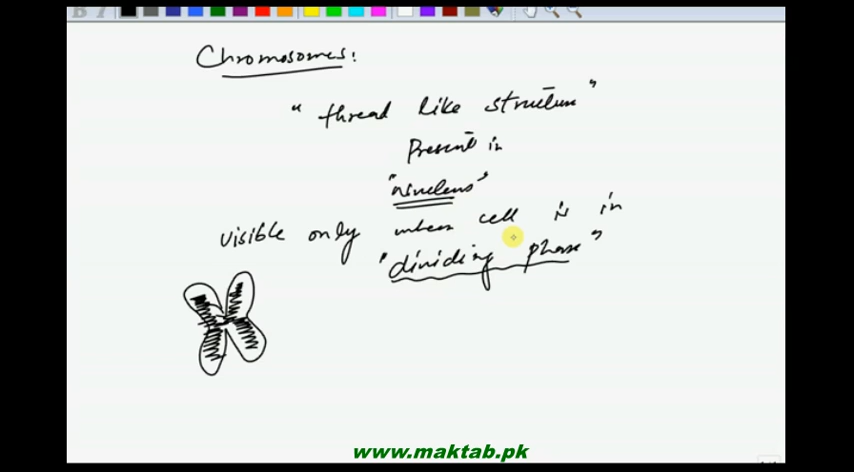 Chromosomes:
"thread like structure"
Present in
"nucleus"
visible only when cell is in
"dividing phase"
www.maktab.pk